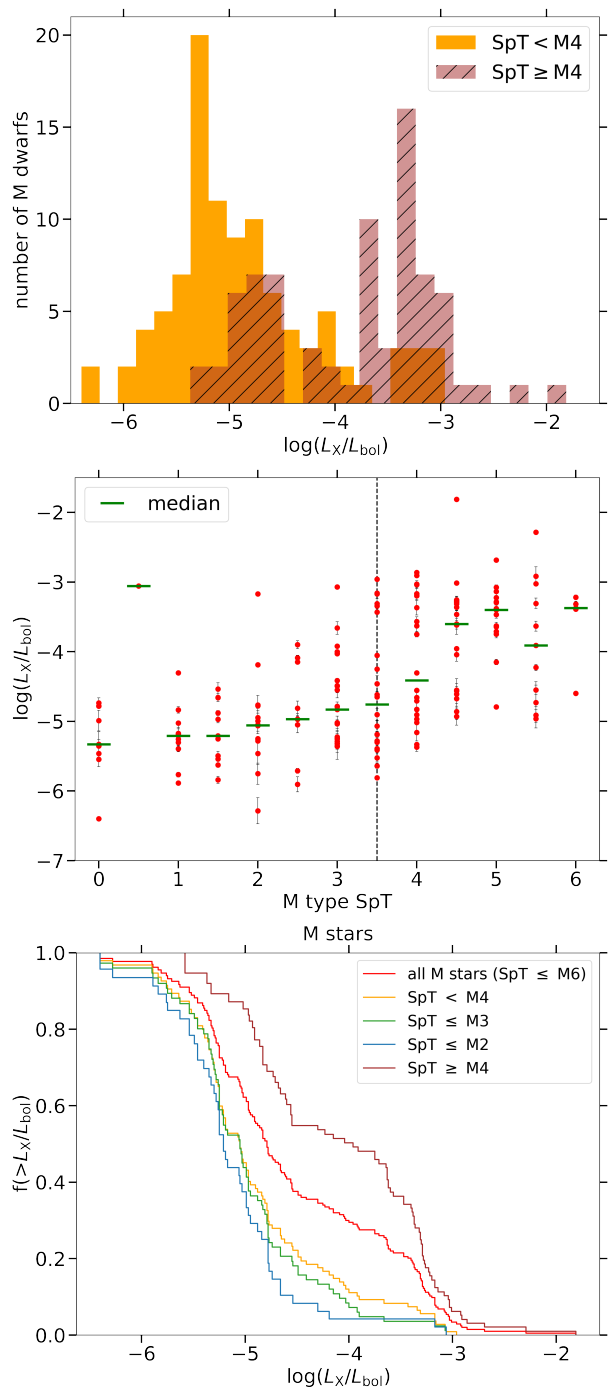 20
15
10
5
0
number of M dwarfs
SpT < M4
SpT ≥ M4
−6 −5 −4 −3 −2
log(L_X/L_bol)
median
−2
−3
−4
−5
−6
−7
log(L_X/L_bol)
0 1 2 3 4 5 6
M type SpT
M stars
1.0
0.8
0.6
0.4
0.2
0.0
f(>L_X/L_bol)
all M stars (SpT ≤ M6)
SpT < M4
SpT ≤ M3
SpT ≤ M2
SpT ≥ M4
−6 −5 −4 −3 −2
log(L_X/L_bol)